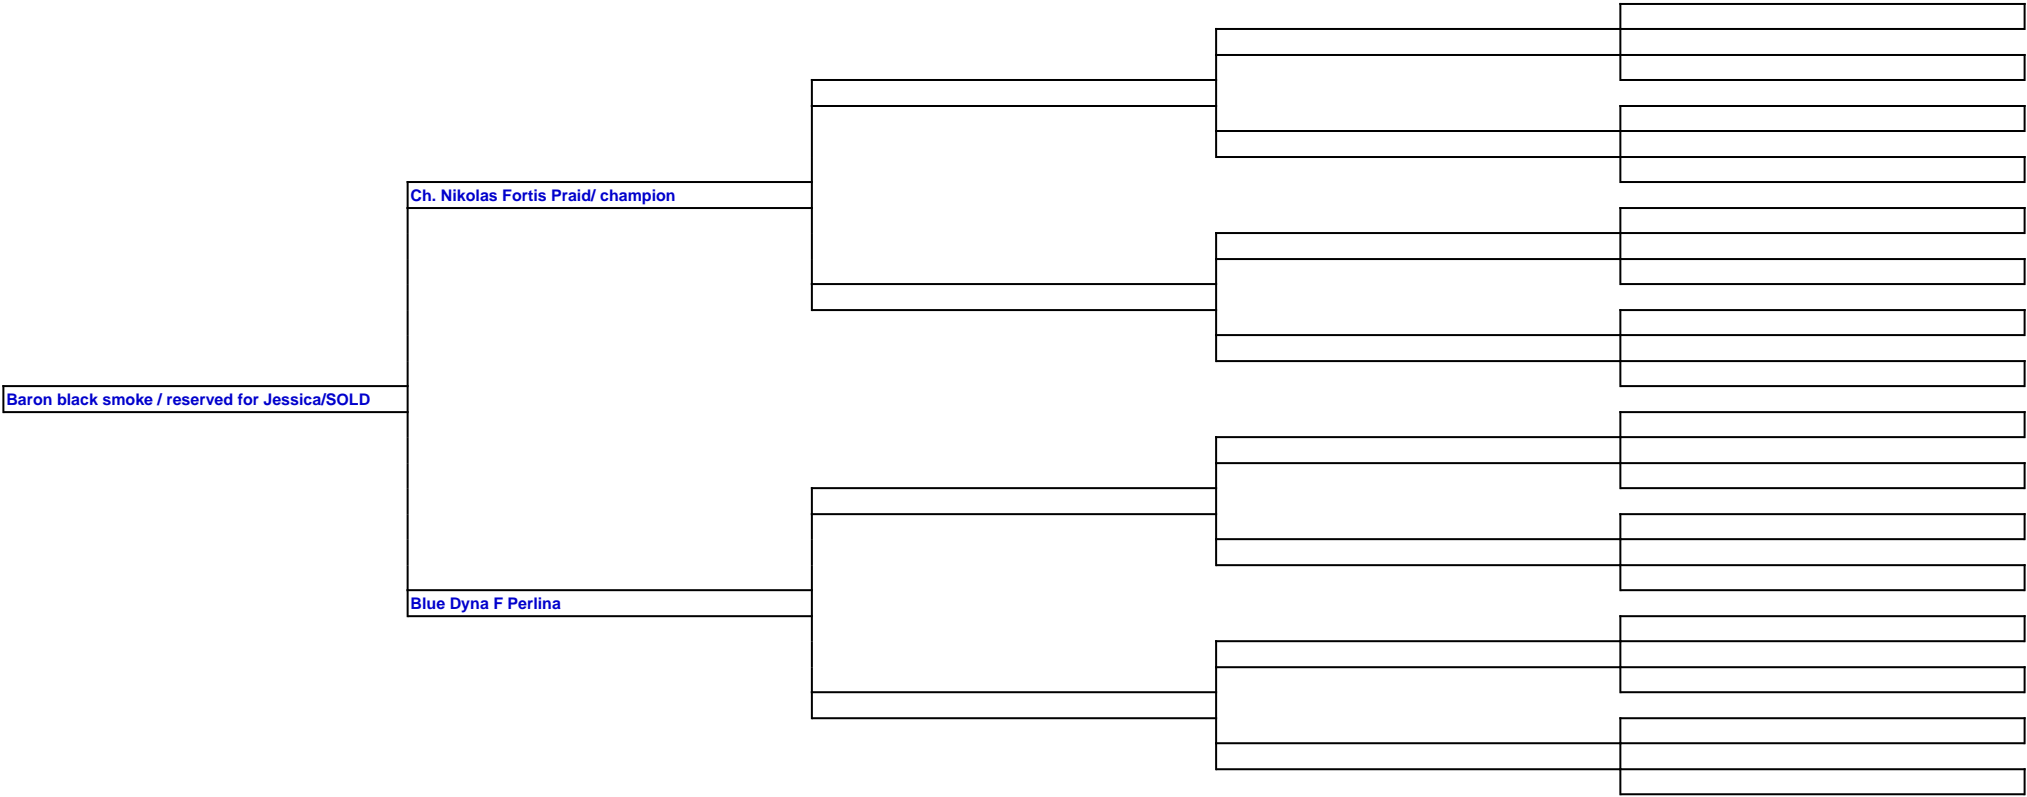 Ch. Nikolas Fortis Praid/ champion
Baron black smoke / reserved for Jessica/SOLD
Blue Dyna F Perlina